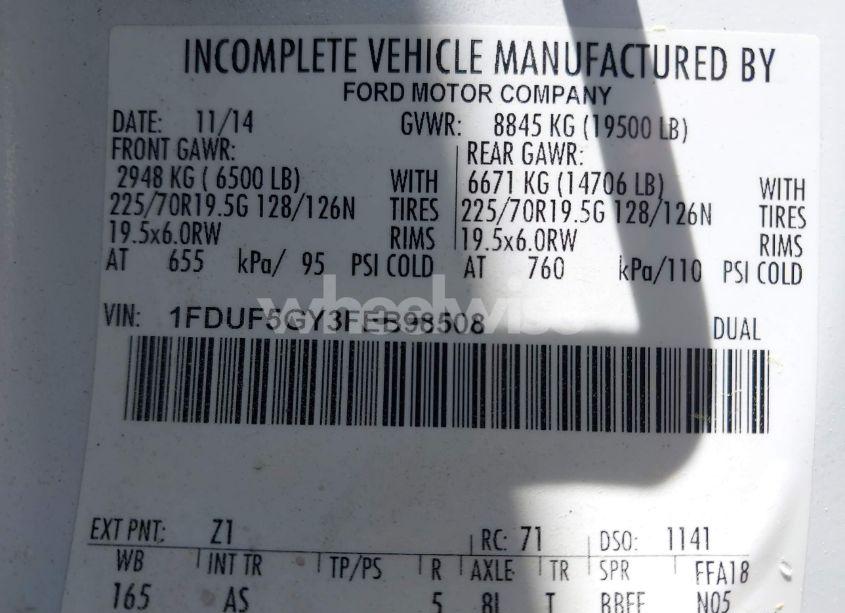 INCOMPLETE VEHICLE MANUFACTURED BY
FORD MOTOR COMPANY
DATE: 11/14 GVWR: 8845 KG (19500 LB)
FRONT GAWR: REAR GAWR:
2948 KG ( 6500 LB) WITH 6671 KG (14706 LB) WITH
225/70R19.5G 128/126N TIRES 225/70R19.5G 128/126N TIRES
19.5x6.0RW RIMS 19.5x6.0RW RIMS
AT 655 kPa/ 95 PSI COLD AT 760 kPa/110 PSI COLD
wheelwise
VIN: 1FDUF5GY3FEB98508 DUAL
EXT PNT: Z1 RC: 71 DSO: 1141
WB INT TR TP/PS R AXLE TR SPR FFA18
165 AS 5 8L T BBFF N05